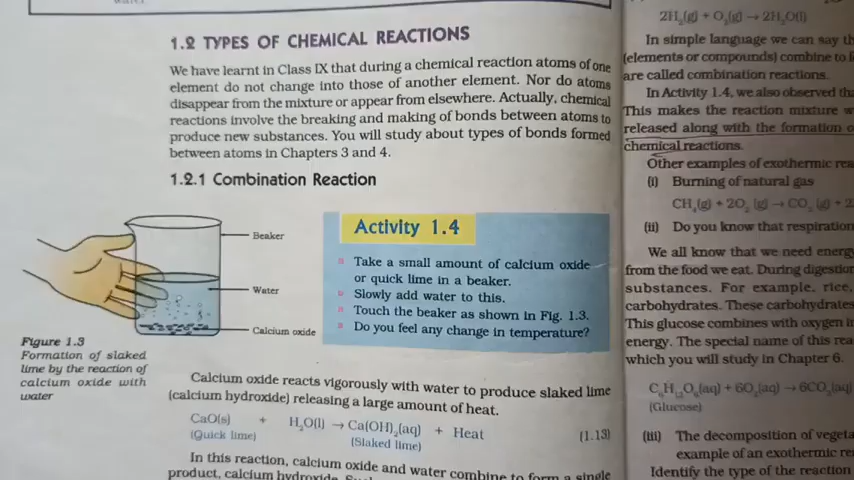 1.2 TYPES OF CHEMICAL REACTIONS
We have learnt in Class IX that during a chemical reaction atoms of one
element do not change into those of another element. Nor do atoms
disappear from the mixture or appear from elsewhere. Actually, chemical
reactions involve the breaking and making of bonds between atoms to
produce new substances. You will study about types of bonds formed
between atoms in Chapters 3 and 4.
1.2.1 Combination Reaction
Beaker
Water
Calcium oxide
Figure 1.3
Formation of slaked
lime by the reaction of
calcium oxide with
water
Activity 1.4
Take a small amount of calcium oxide
or quick lime in a beaker.
Slowly add water to this.
Touch the beaker as shown in Fig. 1.3.
Do you feel any change in temperature?
Calcium oxide reacts vigorously with water to produce slaked lime
(calcium hydroxide) releasing a large amount of heat.
CaO(s) + H₂O(l) → Ca(OH)₂(aq) + Heat (1.13)
(Quick lime) (Slaked lime)
In this reaction, calcium oxide and water combine to form a single
product, calcium hydroxide.
2H₂(g) + O₂(g) → 2H₂O(l)
In simple language we can say
(elements or compounds) combine to
are called combination reactions.
In Activity 1.4, we also observed
This makes the reaction mixture
released along with the formation
chemical reactions.
Other examples of exothermic
(i) Burning of natural gas
CH₄(g) + 2O₂ (g) → CO₂ (g) +
(ii) Do you know that respiration
We all know that we need energy
from the food we eat. During digestion
substances. For example, rice,
carbohydrates. These carbohydrates
This glucose combines with oxygen
energy. The special name of this
which you will study in Chapter 6.
C₆H₁₂O₆(aq) + 6O₂(aq) → 6CO₂(aq)
(Glucose)
(iii) The decomposition of
example of an exothermic
Identify the type of the reaction